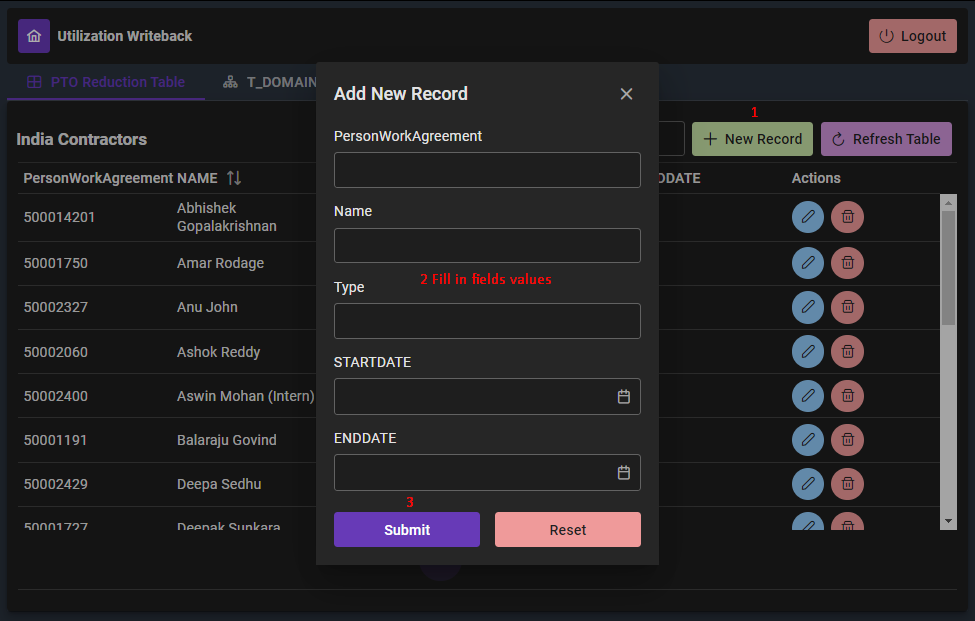 Utilization Writeback
Logout
PTO Reduction Table
T_DOMAIN
Add New Record
India Contractors
1
New Record
Refresh Table
PersonWorkAgreement NAME
DDATE
Actions
500014201 Abhishek
Gopalakrishnan
50001750 Amar Rodage
50002327 Anu John
50002060 Ashok Reddy
50002400 Aswin Mohan (Intern)
50001191 Balaraju Govind
50002429 Deepa Sedhu
50001727 Deepak Sunkara
PersonWorkAgreement
Name
2 Fill in fields values
Type
STARTDATE
ENDDATE
3
Submit
Reset